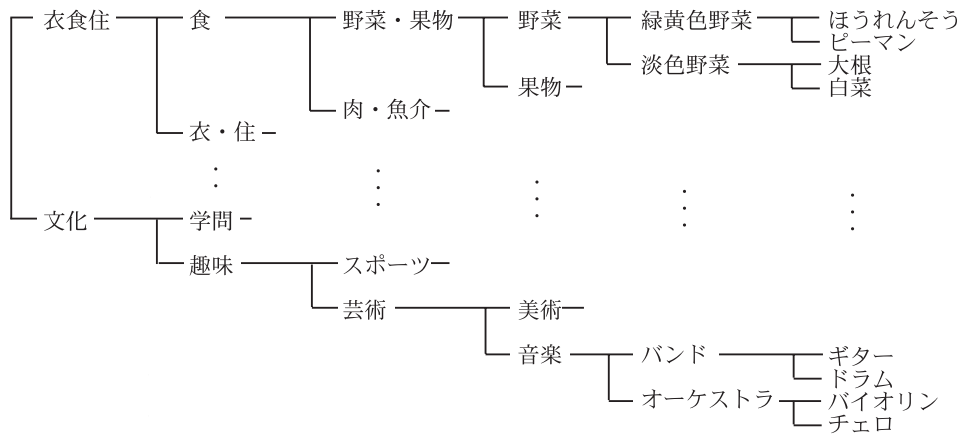 衣食住 食 野菜・果物 野菜 緑黄色野菜 ほうれんそう
ピーマン
淡色野菜 大根
果物 白菜
肉・魚介
衣・住
文化 学問
趣味 スポーツ
芸術 美術
音楽 バンド ギター
ドラム
オーケストラ バイオリン
チェロ